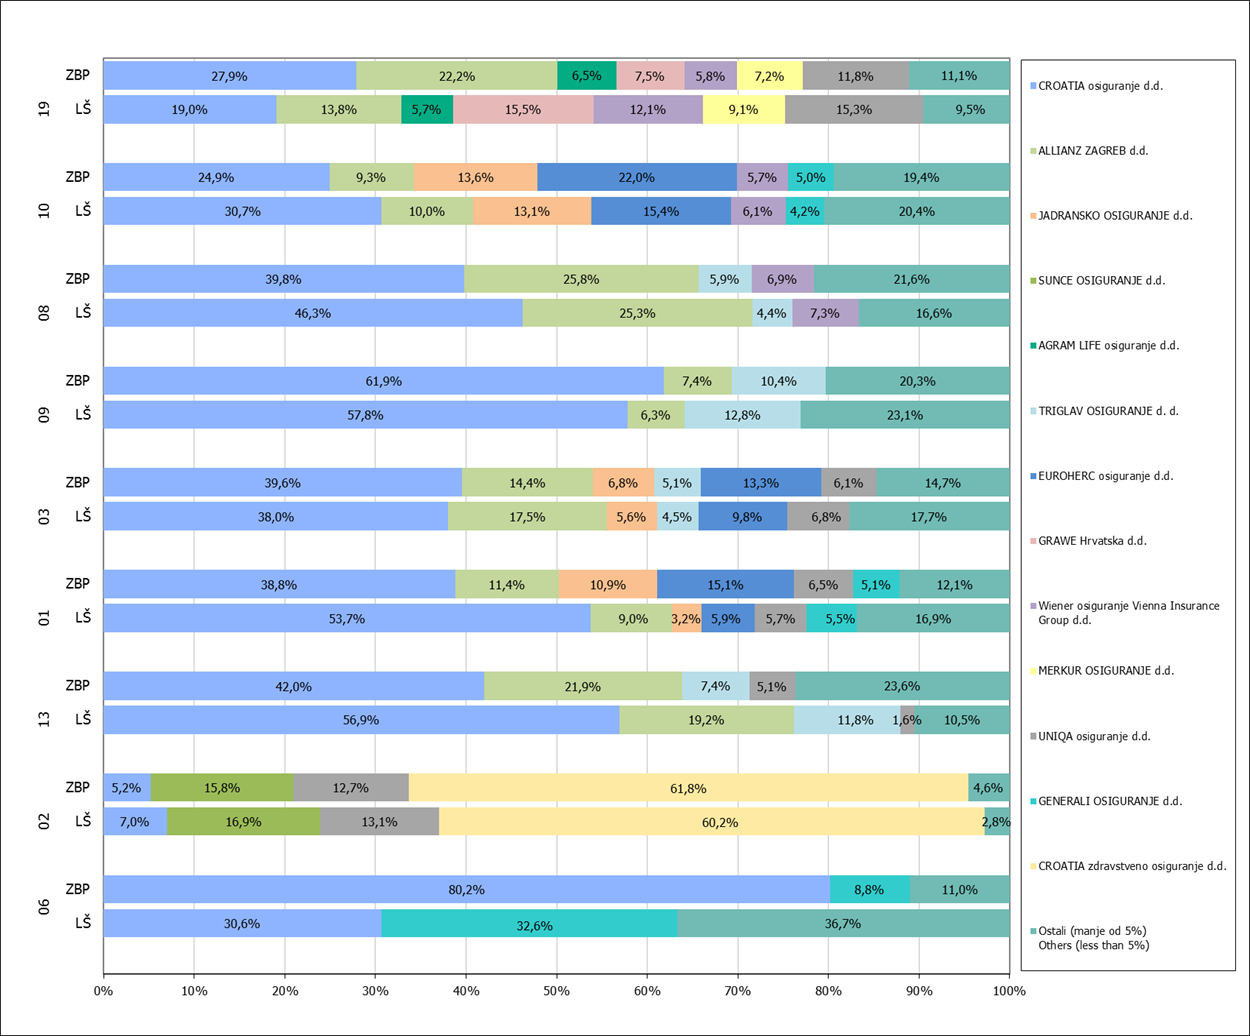 19
ZBP
27,9% 22,2% 6,5% 7,5% 5,8% 7,2% 11,8% 11,1%
LŠ
19,0% 13,8% 5,7% 15,5% 12,1% 9,1% 15,3% 9,5%
10
ZBP
24,9% 9,3% 13,6% 22,0% 5,7% 5,0% 19,4%
LŠ
30,7% 10,0% 13,1% 15,4% 6,1% 4,2% 20,4%
08
ZBP
39,8% 25,8% 5,9% 6,9% 21,6%
LŠ
46,3% 25,3% 4,4% 7,3% 16,6%
09
ZBP
61,9% 7,4% 10,4% 20,3%
LŠ
57,8% 6,3% 12,8% 23,1%
03
ZBP
39,6% 14,4% 6,8% 5,1% 13,3% 6,1% 14,7%
LŠ
38,0% 17,5% 5,6% 4,5% 9,8% 6,8% 17,7%
01
ZBP
38,8% 11,4% 10,9% 15,1% 6,5% 5,1% 12,1%
LŠ
53,7% 9,0% 3,2% 5,9% 5,7% 5,5% 16,9%
13
ZBP
42,0% 21,9% 7,4% 5,1% 23,6%
LŠ
56,9% 19,2% 11,8% 1,6% 10,5%
02
ZBP
5,2% 15,8% 12,7% 61,8% 4,6%
LŠ
7,0% 16,9% 13,1% 60,2% 2,8%
06
ZBP
80,2% 8,8% 11,0%
LŠ
30,6% 32,6% 36,7%
0% 10% 20% 30% 40% 50% 60% 70% 80% 90% 100%
CROATIA osiguranje d.d.
ALLIANZ ZAGREB d.d.
JADRANSKO OSIGURANJE d.d.
SUNCE OSIGURANJE d.d.
AGRAM LIFE osiguranje d.d.
TRIGLAV OSIGURANJE d. d.
EUROHERC osiguranje d.d.
GRAWE Hrvatska d.d.
Wiener osiguranje Vienna Insurance
Group d.d.
MERKUR OSIGURANJE d.d.
UNIQA osiguranje d.d.
GENERALI OSIGURANJE d.d.
CROATIA zdravstveno osiguranje d.d.
Ostali (manje od 5%)
Others (less than 5%)